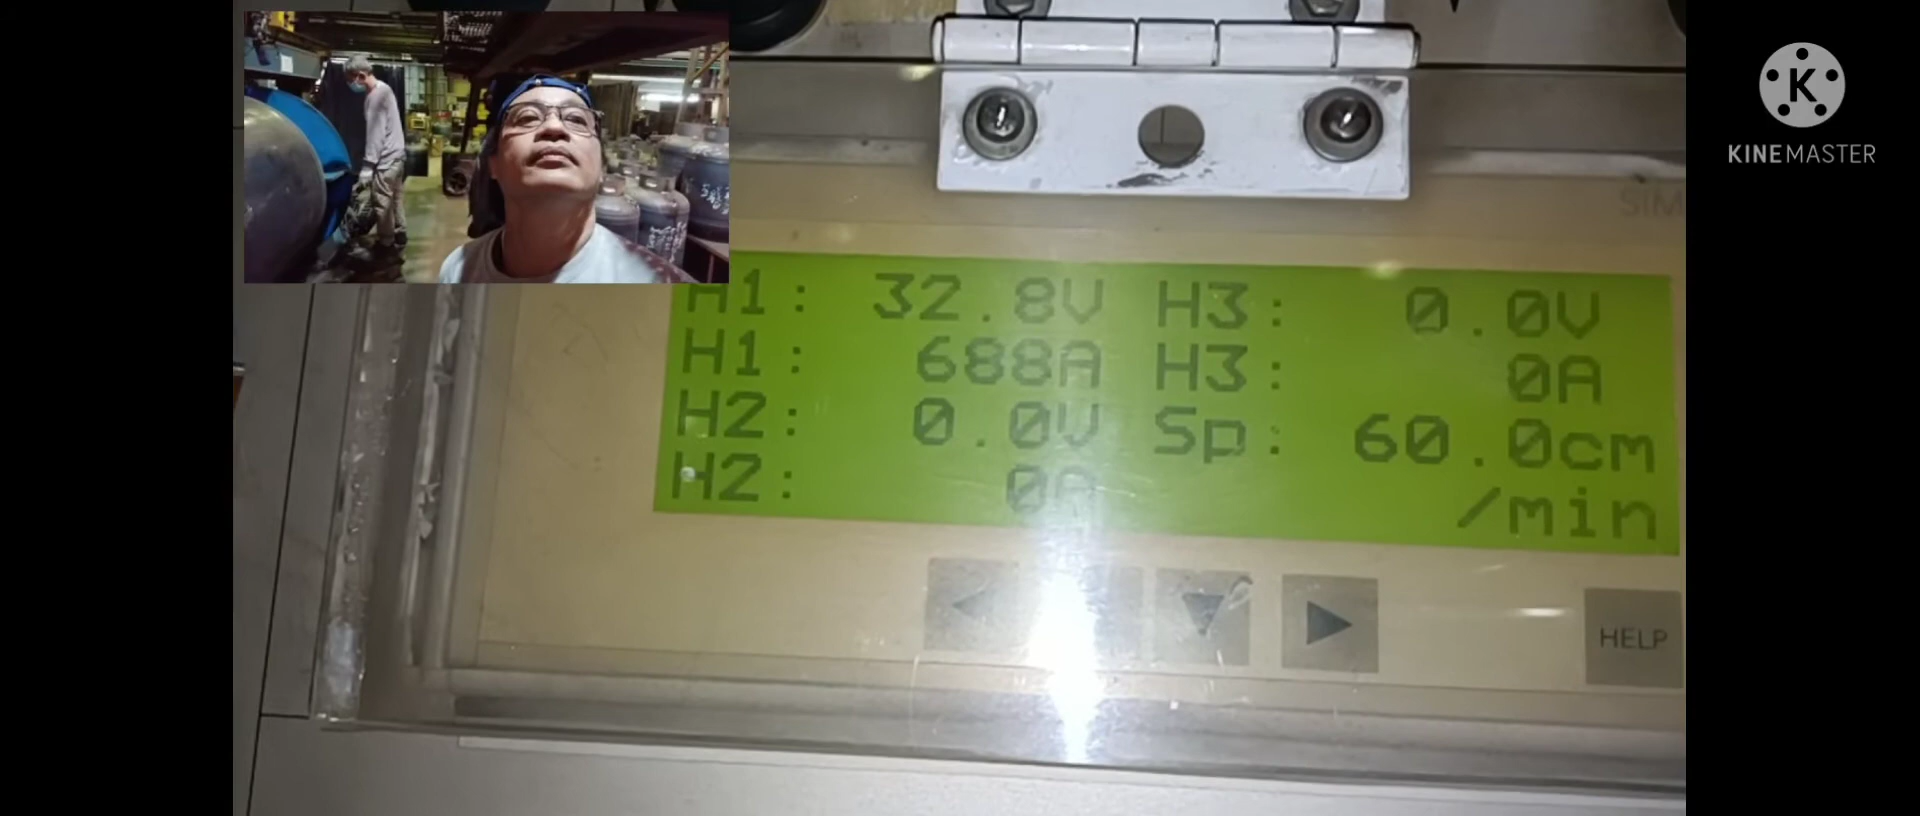 K
KINEMASTER
SIM
H1: 32.8V H3: 0.0V
H1: 688A H3: 0A
H2: 0.0V Sp: 60.0cm
H2: 0A /min
HELP